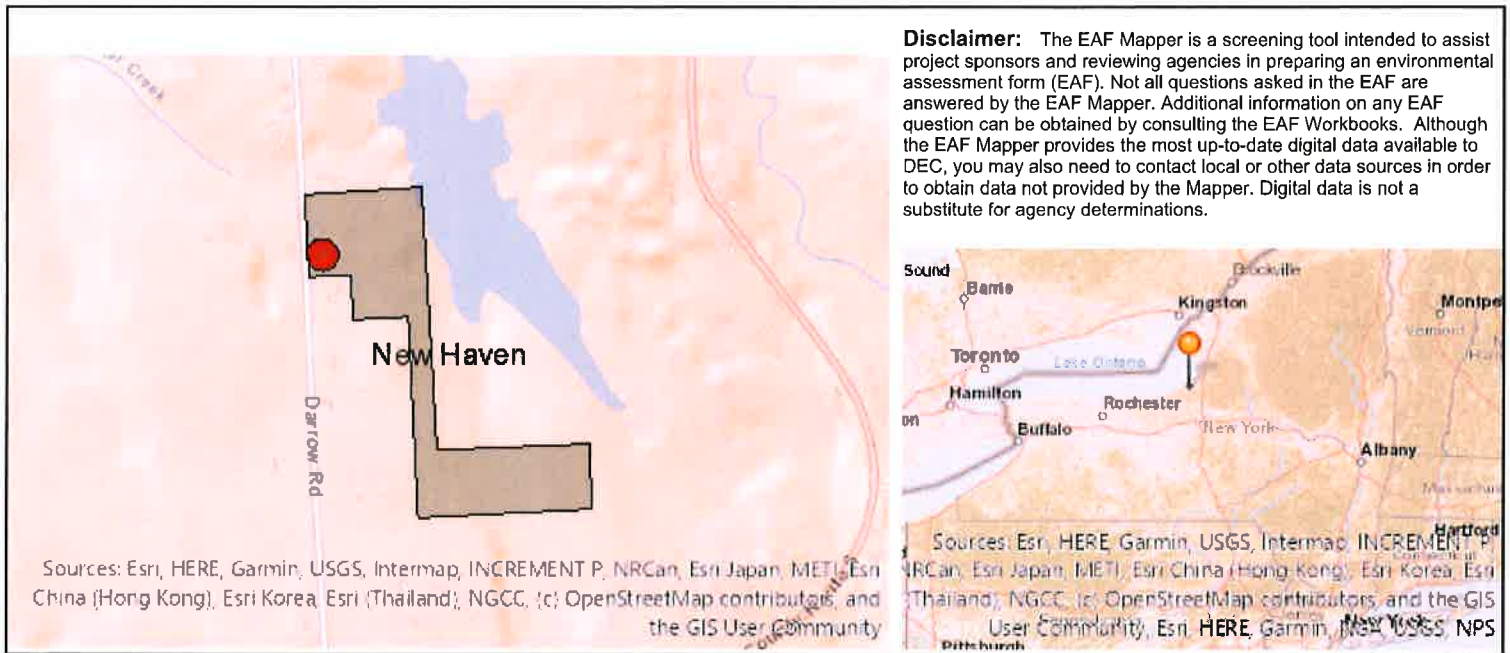 Disclaimer: The EAF Mapper is a screening tool intended to assist
project sponsors and reviewing agencies in preparing an environmental
assessment form (EAF). Not all questions asked in the EAF are
answered by the EAF Mapper. Additional information on any EAF
question can be obtained by consulting the EAF Workbooks. Although
the EAF Mapper provides the most up-to-date digital data available to
DEC, you may also need to contact local or other data sources in order
to obtain data not provided by the Mapper. Digital data is not a
substitute for agency determinations.
Creek
New Haven
Darrow Rd
Sources: Esri, HERE, Garmin, USGS, Intermap, INCREMENT P, NRCan, Esri Japan, METI, Esri
China (Hong Kong), Esri Korea, Esri (Thailand), NGCC, (c) OpenStreetMap contributors, and
the GIS User Community
Sound
Barrie
Brockville
Kingston
Montpe
Vermont
Toronto
Lake Ontario
Hamilton
Rochester
on
Buffalo
New York
Albany
Hartford
Sources: Esri, HERE, Garmin, USGS, Intermap, INCREMENT P,
NRCan, Esri Japan, METI, Esri China (Hong Kong), Esri Korea, Esri
(Thailand), NGCC, (c) OpenStreetMap contributors, and the GIS
User Community, Esri, HERE, Garmin, NGA, USGS, NPS
New York
Pittsburgh